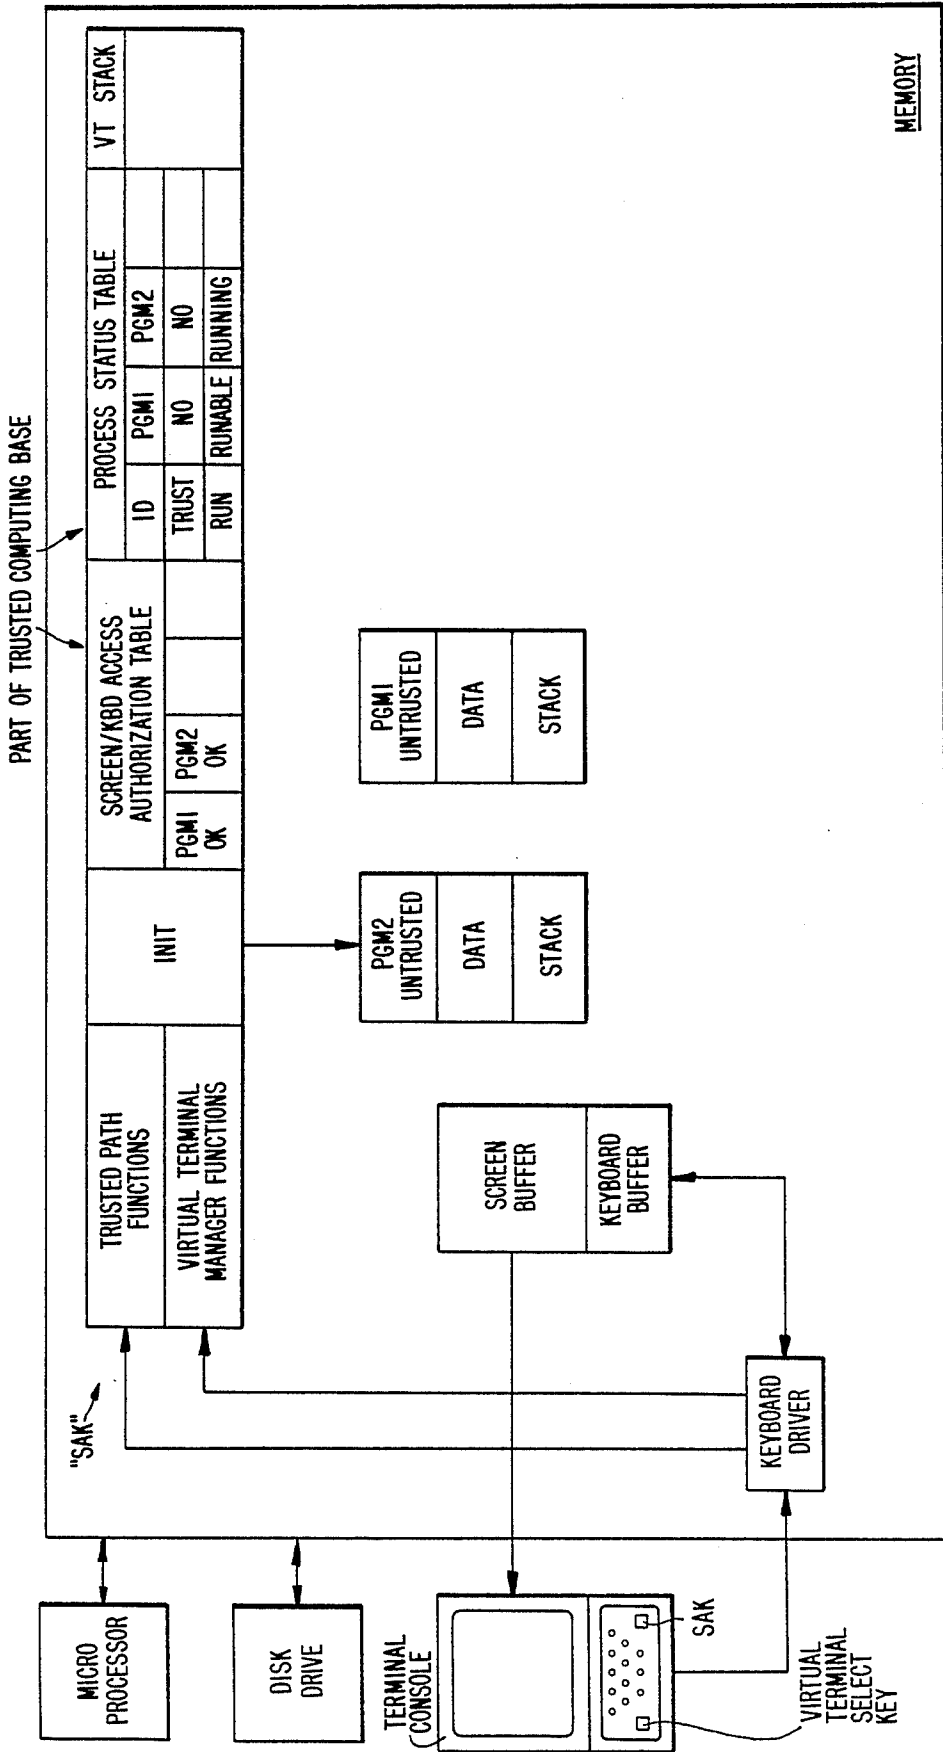 PART OF TRUSTED COMPUTING BASE
"SAK"
TRUSTED PATH
FUNCTIONS
VIRTUAL TERMINAL
MANAGER FUNCTIONS
INIT
SCREEN/KBD ACCESS
AUTHORIZATION TABLE
PGM1
OK
PGM2
OK
PROCESS STATUS TABLE
ID
PGM1
PGM2
TRUST
NO
NO
RUN
RUNABLE
RUNNING
VT STACK
MICRO
PROCESSOR
DISK
DRIVE
TERMINAL
CONSOLE
SAK
VIRTUAL
TERMINAL
SELECT
KEY
SCREEN
BUFFER
KEYBOARD
BUFFER
KEYBOARD
DRIVER
PGM2
UNTRUSTED
DATA
STACK
PGM1
UNTRUSTED
DATA
STACK
MEMORY